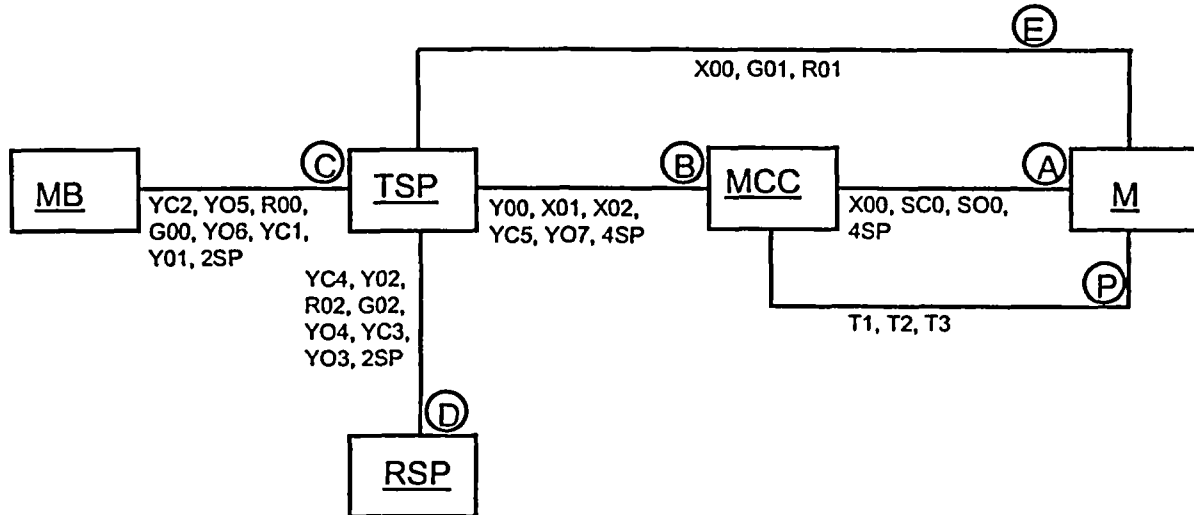 E
X00, G01, R01
MB
C
TSP
B
MCC
A
M
YC2, YO5, R00,
G00, YO6, YC1,
Y01, 2SP
Y00, X01, X02,
YC5, YO7, 4SP
X00, SC0, SO0,
4SP
YC4, Y02,
R02, G02,
YO4, YC3,
YO3, 2SP
P
T1, T2, T3
D
RSP